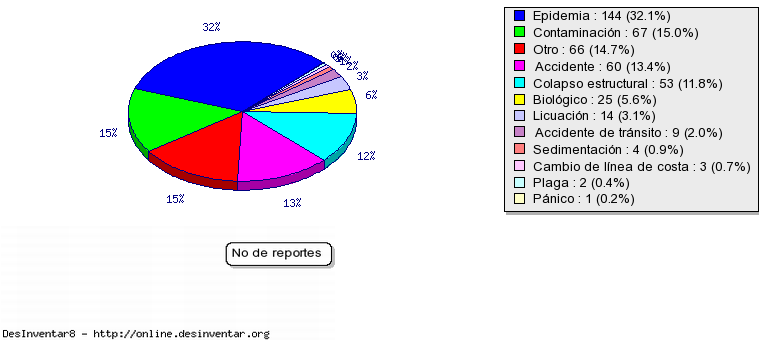 32%
15%
15%
13%
12%
6%
3%
2%
Epidemia : 144 (32.1%)
Contaminación : 67 (15.0%)
Otro : 66 (14.7%)
Accidente : 60 (13.4%)
Colapso estructural : 53 (11.8%)
Biológico : 25 (5.6%)
Licuación : 14 (3.1%)
Accidente de tránsito : 9 (2.0%)
Sedimentación : 4 (0.9%)
Cambio de línea de costa : 3 (0.7%)
Plaga : 2 (0.4%)
Pánico : 1 (0.2%)
No de reportes
DesInventar8 - http://online.desinventar.org